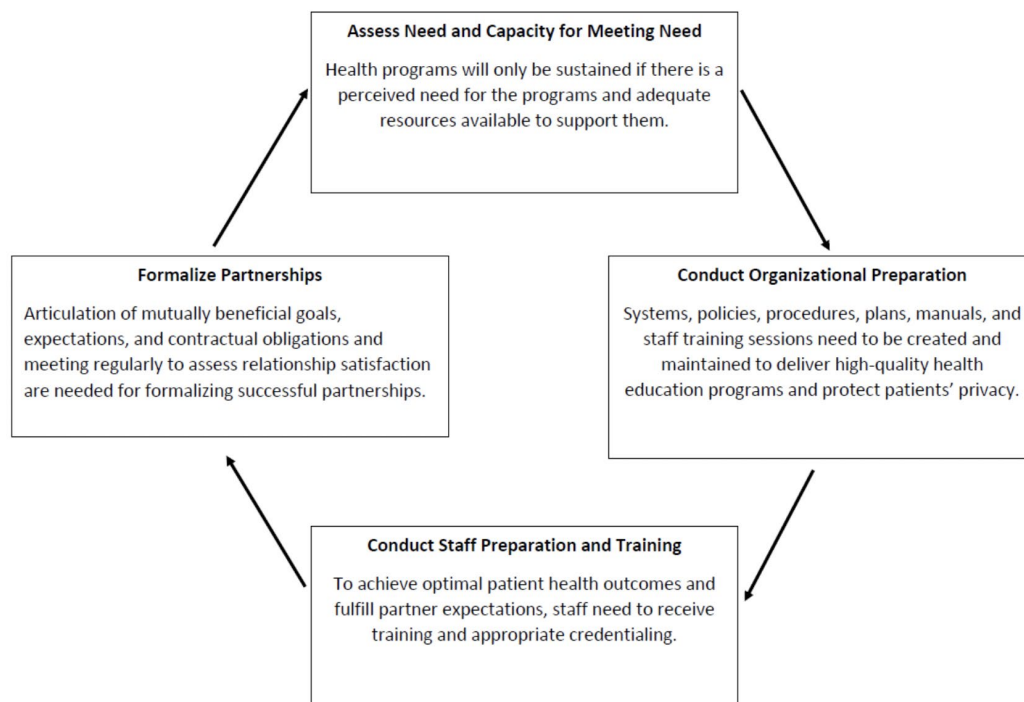 Assess Need and Capacity for Meeting Need
Health programs will only be sustained if there is a
perceived need for the programs and adequate
resources available to support them.
Formalize Partnerships
Articulation of mutually beneficial goals,
expectations, and contractual obligations and
meeting regularly to assess relationship satisfaction
are needed for formalizing successful partnerships.
Conduct Organizational Preparation
Systems, policies, procedures, plans, manuals, and
staff training sessions need to be created and
maintained to deliver high-quality health
education programs and protect patients’ privacy.
Conduct Staff Preparation and Training
To achieve optimal patient health outcomes and
fulfill partner expectations, staff need to receive
training and appropriate credentialing.